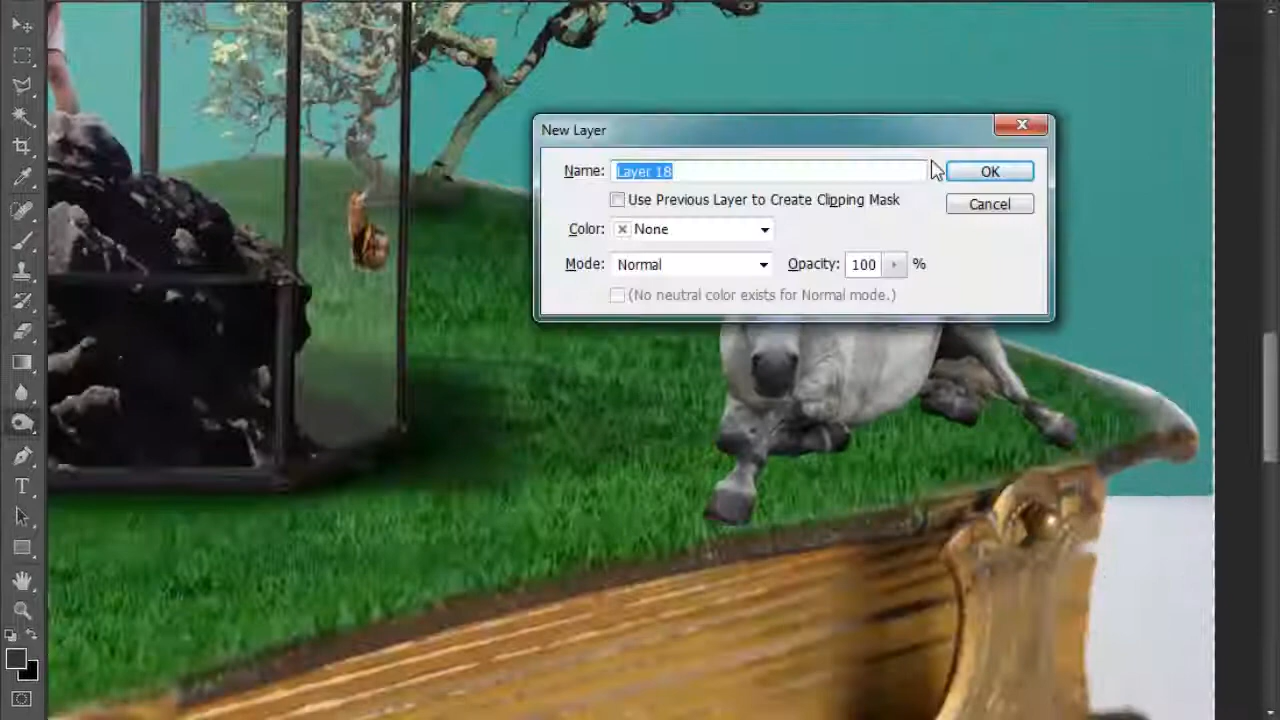 New Layer
Name: Layer 18 OK
Use Previous Layer to Create Clipping Mask Cancel
Color: None
Mode: Normal Opacity: 100 %
(No neutral color exists for Normal mode.)